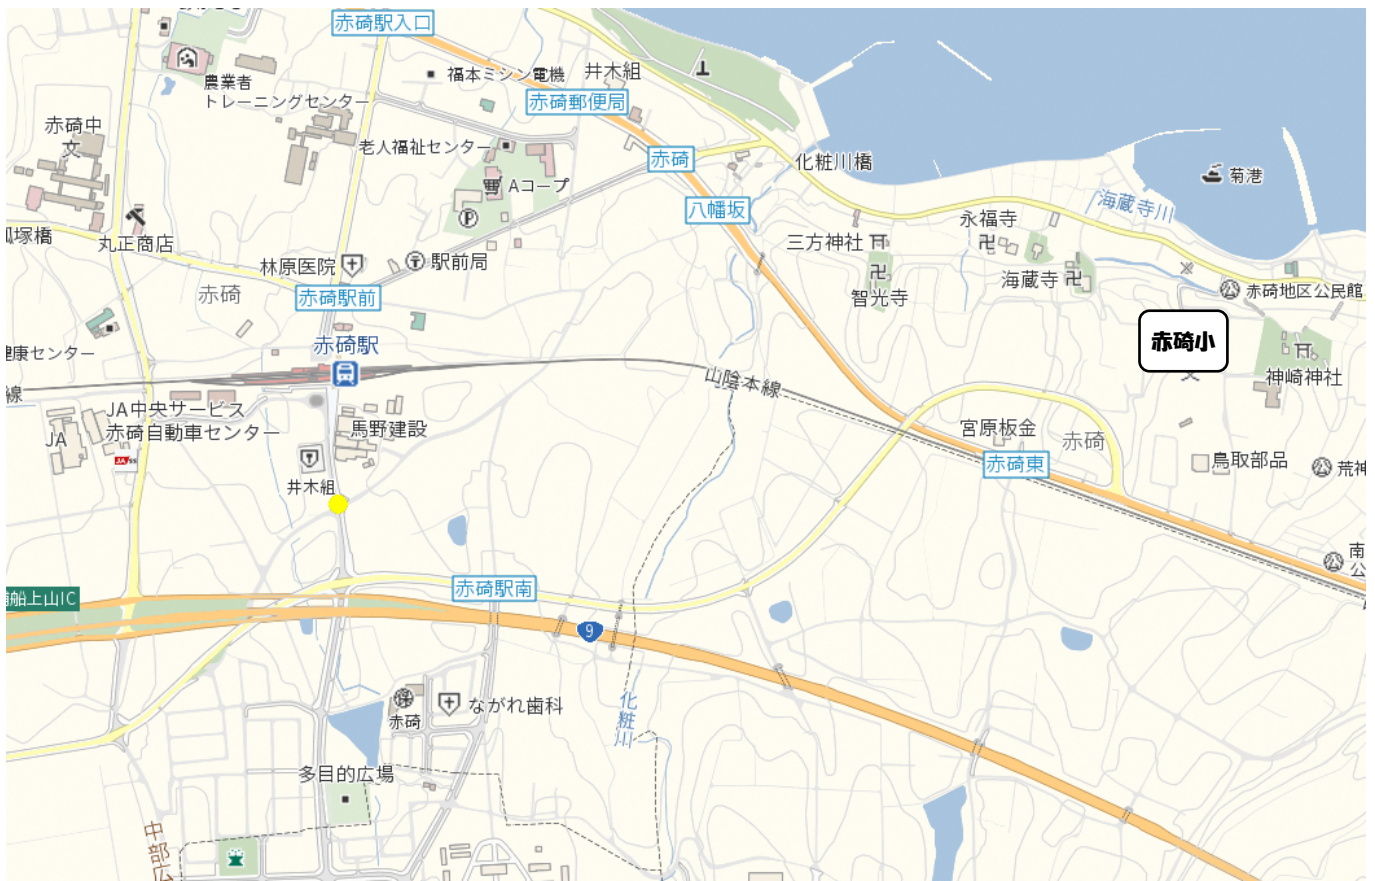 赤碕駅入口
農業者
トレーニングセンター
福本ミシン電機
井木組
赤碕郵便局
赤碕中
文
老人福祉センター
赤碕
化粧川橋
Aコープ
菊港
八幡坂
海蔵寺川
P
丸正商店
三方神社
永福寺
林原医院
駅前局
智光寺
海蔵寺
赤碕
赤碕駅前
赤碕地区公民館
赤碕駅
赤碕小
健康センター
山陰本線
神崎神社
線
JA中央サービス
赤碕自動車センター
JA
馬野建設
宮原板金
赤碕
赤碕東
鳥取部品
荒神
JA-SS
井木組
南
公
赤碕駅南
船上山IC
9
化粧川
赤碕
ながれ歯科
多目的広場
中部広